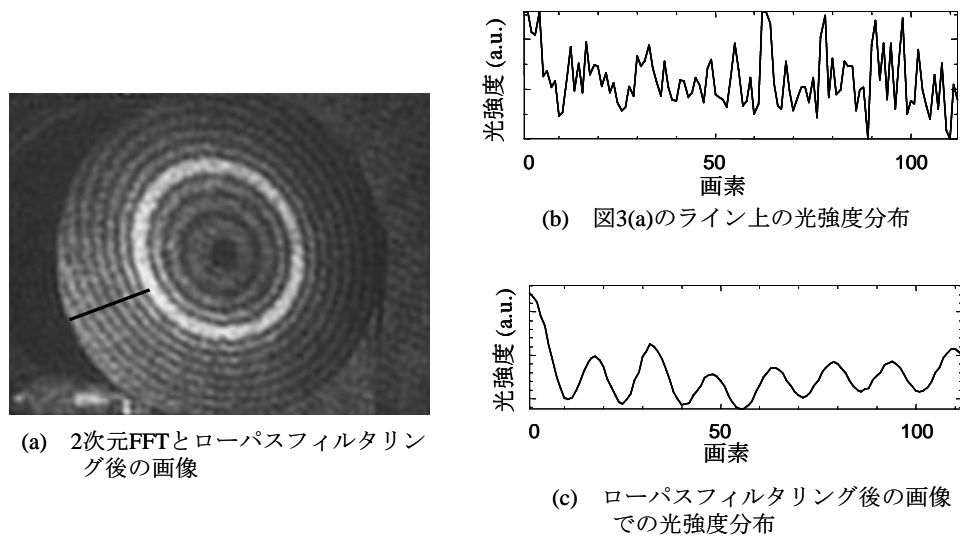 (a) 2次元FFTとローパスフィルタリン
グ後の画像
光強度 (a.u.)
0 50 100
画素
(b) 図3(a)のライン上の光強度分布
光強度 (a.u.)
0 50 100
画素
(c) ローパスフィルタリング後の画像
での光強度分布